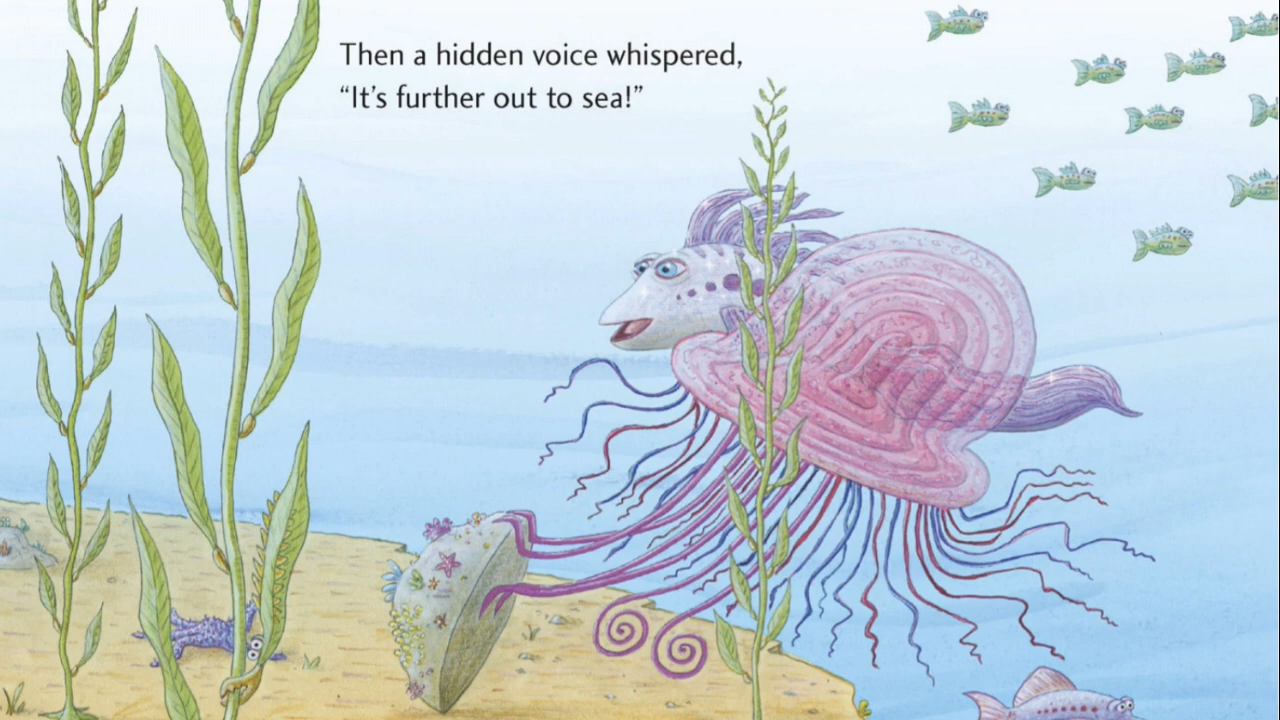 Then a hidden voice whispered,
“It’s further out to sea!”